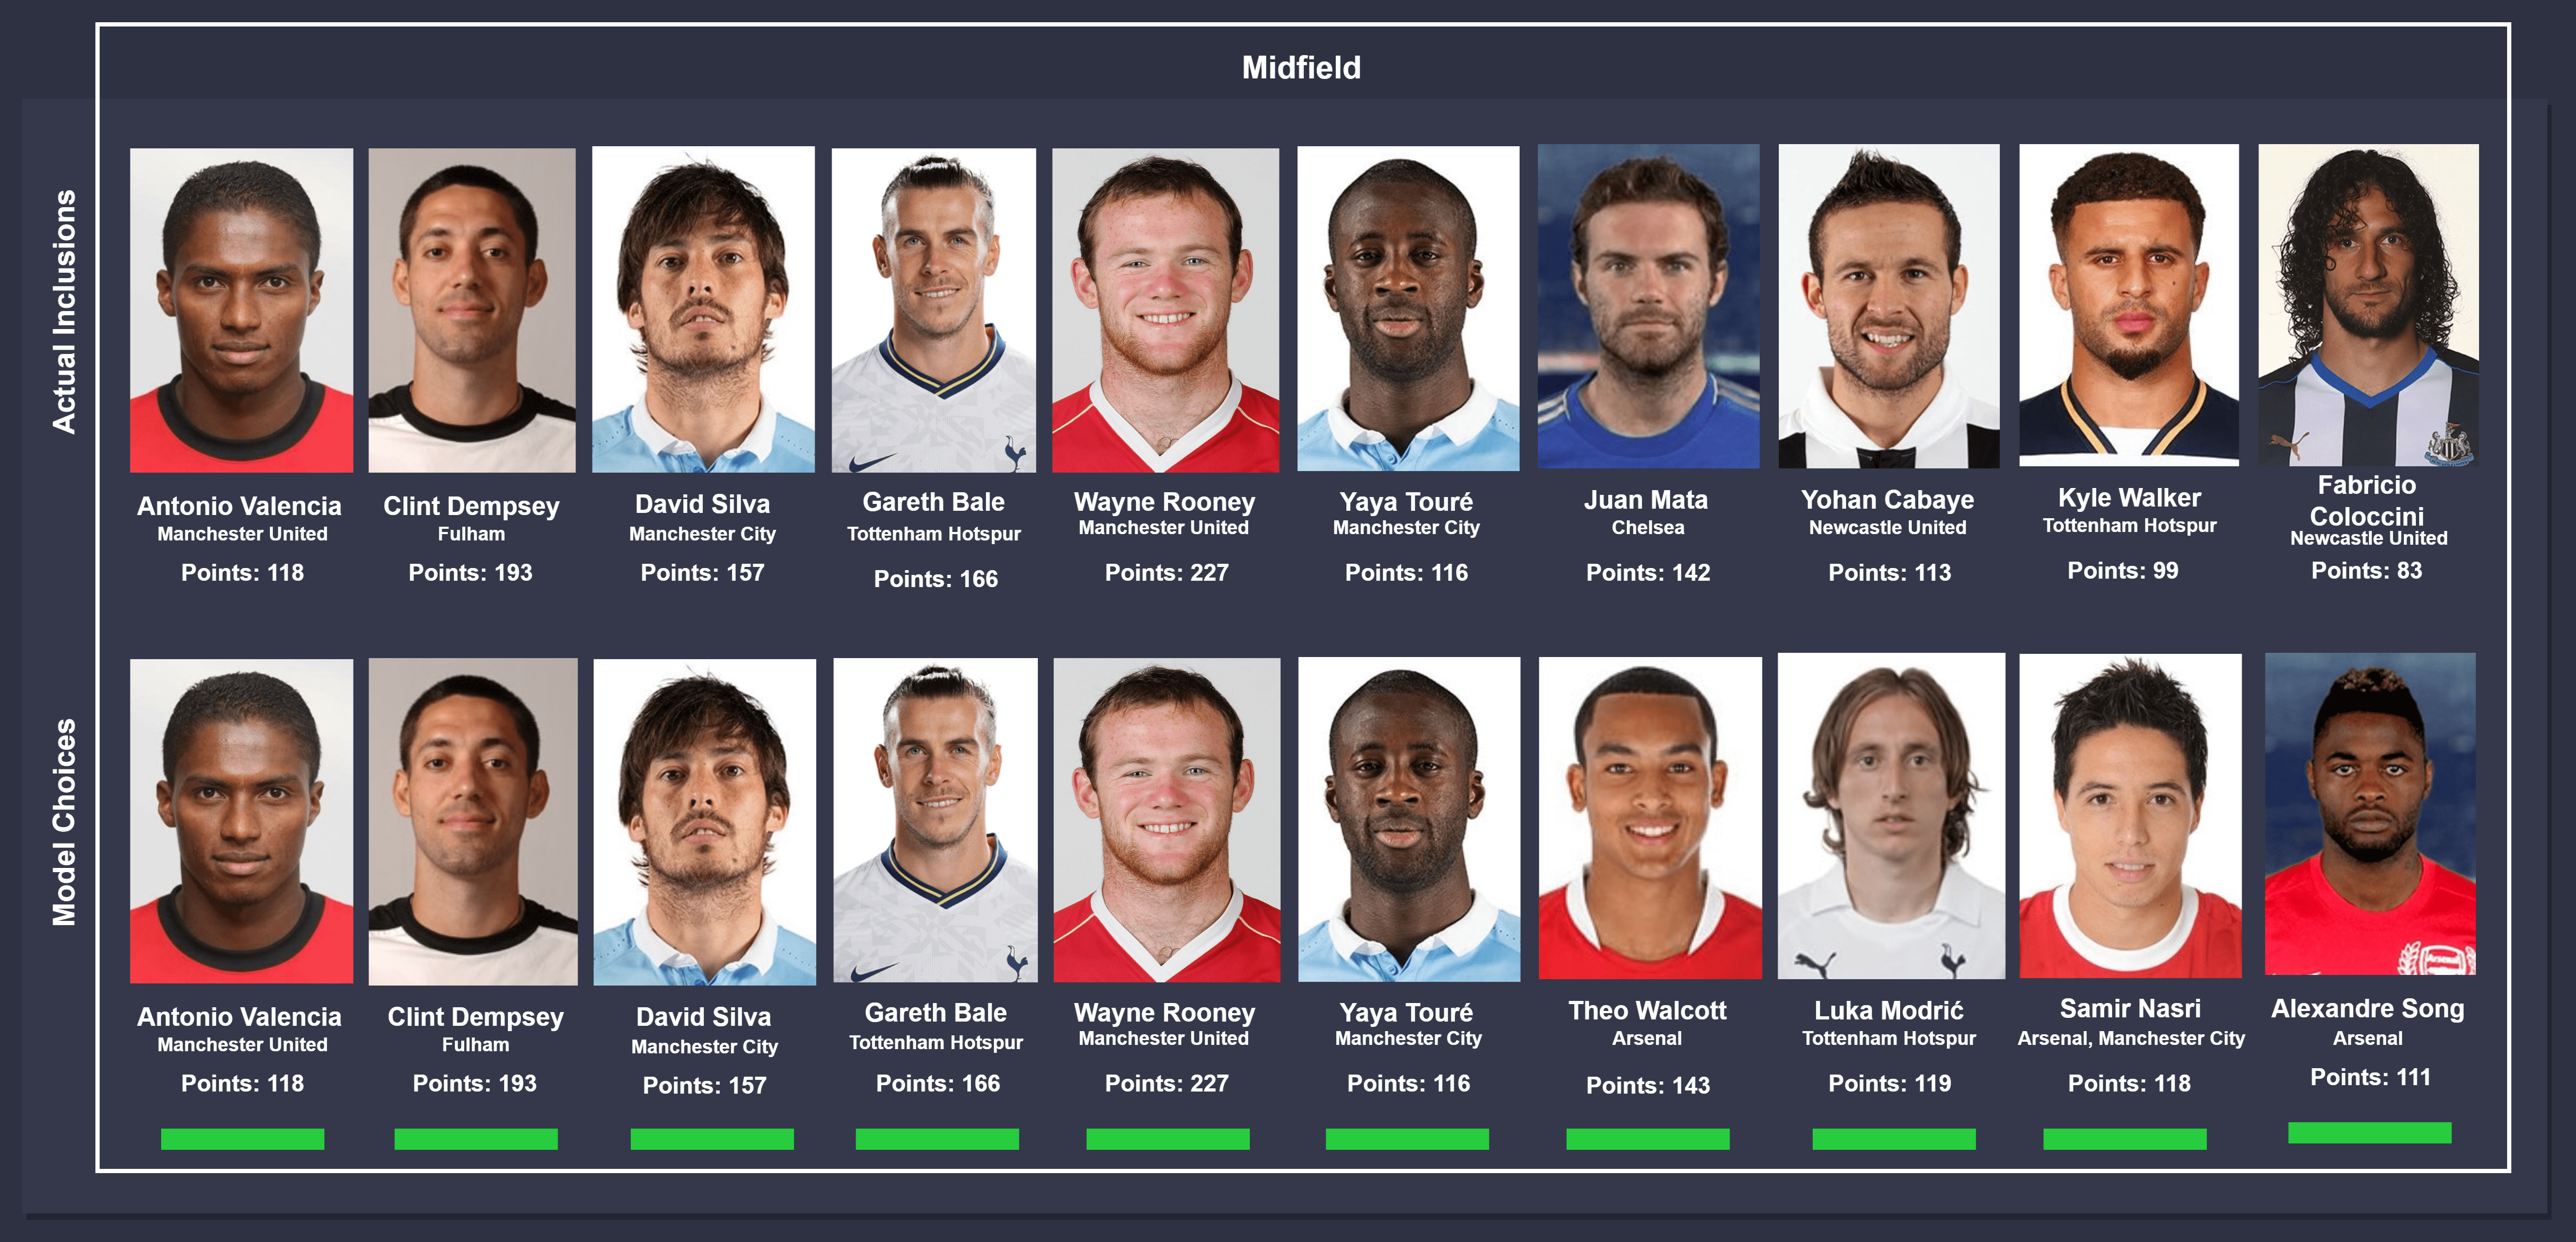 Midfield
Actual Inclusions
Antonio Valencia
Manchester United
Points: 118
Clint Dempsey
Fulham
Points: 193
David Silva
Manchester City
Points: 157
Gareth Bale
Tottenham Hotspur
Points: 166
Wayne Rooney
Manchester United
Points: 227
Yaya Touré
Manchester City
Points: 116
Juan Mata
Chelsea
Points: 142
Yohan Cabaye
Newcastle United
Points: 113
Kyle Walker
Tottenham Hotspur
Points: 99
Fabricio
Coloccini
Newcastle United
Points: 83
Model Choices
Antonio Valencia
Manchester United
Points: 118
Clint Dempsey
Fulham
Points: 193
David Silva
Manchester City
Points: 157
Gareth Bale
Tottenham Hotspur
Points: 166
Wayne Rooney
Manchester United
Points: 227
Yaya Touré
Manchester City
Points: 116
Theo Walcott
Arsenal
Points: 143
Luka Modrić
Tottenham Hotspur
Points: 119
Samir Nasri
Arsenal, Manchester City
Points: 118
Arsenal
Alexandre Song
Arsenal
Points: 111